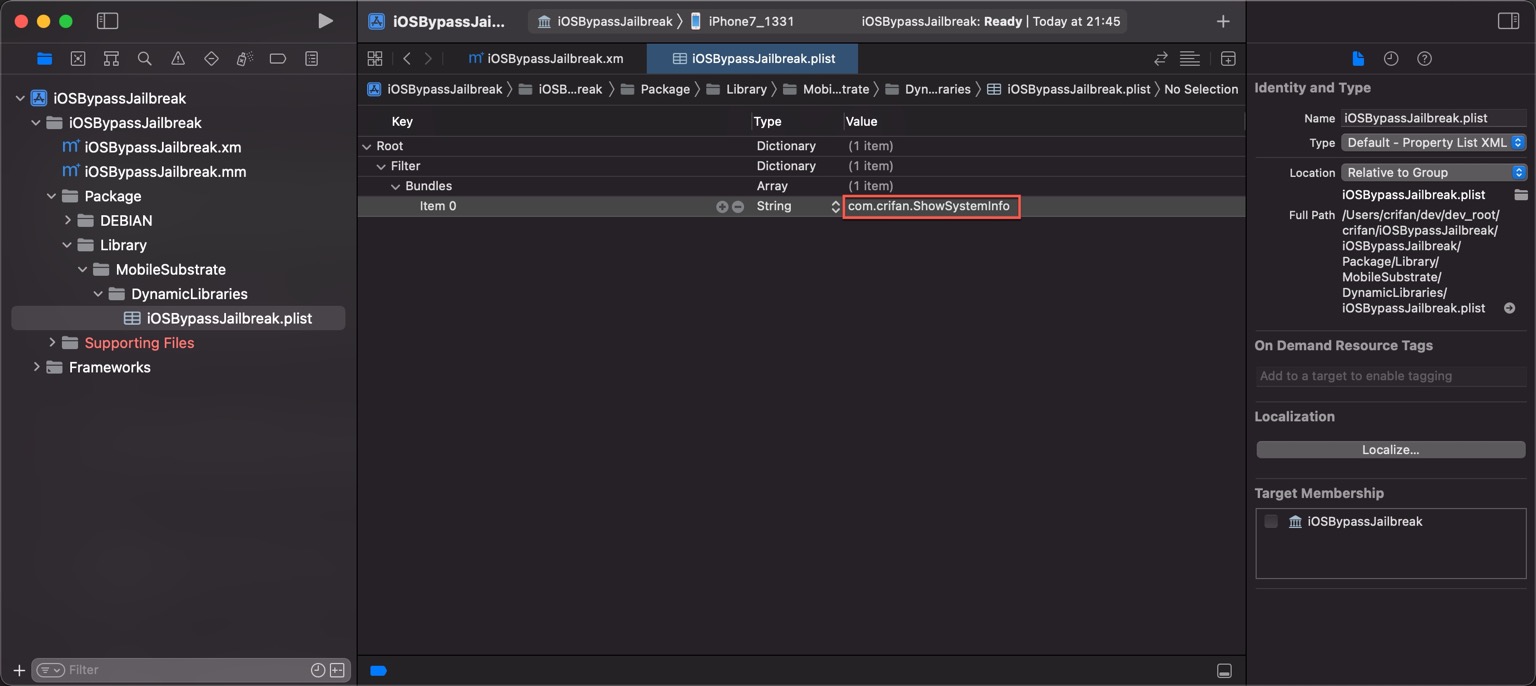 iOSBypassJai...
iOSBypassJailbreak
iPhone7_1331
iOSBypassJailbreak: Ready | Today at 21:45
iOSBypassJailbreak.xm
iOSBypassJailbreak.plist
iOSBypassJailbreak
iOSB...reak
Package
Library
Mobi...trate
Dyn...raries
iOSBypassJailbreak.plist
No Selection
iOSBypassJailbreak
iOSBypassJailbreak
iOSBypassJailbreak.xm
iOSBypassJailbreak.mm
Package
DEBIAN
Library
MobileSubstrate
DynamicLibraries
iOSBypassJailbreak.plist
Supporting Files
Frameworks
Filter
Key Type Value
Root Dictionary (1 item)
Filter Dictionary (1 item)
Bundles Array (1 item)
Item 0 String com.crifan.ShowSystemInfo
Identity and Type
Name iOSBypassJailbreak.plist
Type Default - Property List XML
Location Relative to Group
iOSBypassJailbreak.plist
Full Path /Users/crifan/dev/dev_root/
crifan/iOSBypassJailbreak/
iOSBypassJailbreak/
Package/Library/
MobileSubstrate/
DynamicLibraries/
iOSBypassJailbreak.plist
On Demand Resource Tags
Add to a target to enable tagging
Localization
Localize...
Target Membership
iOSBypassJailbreak